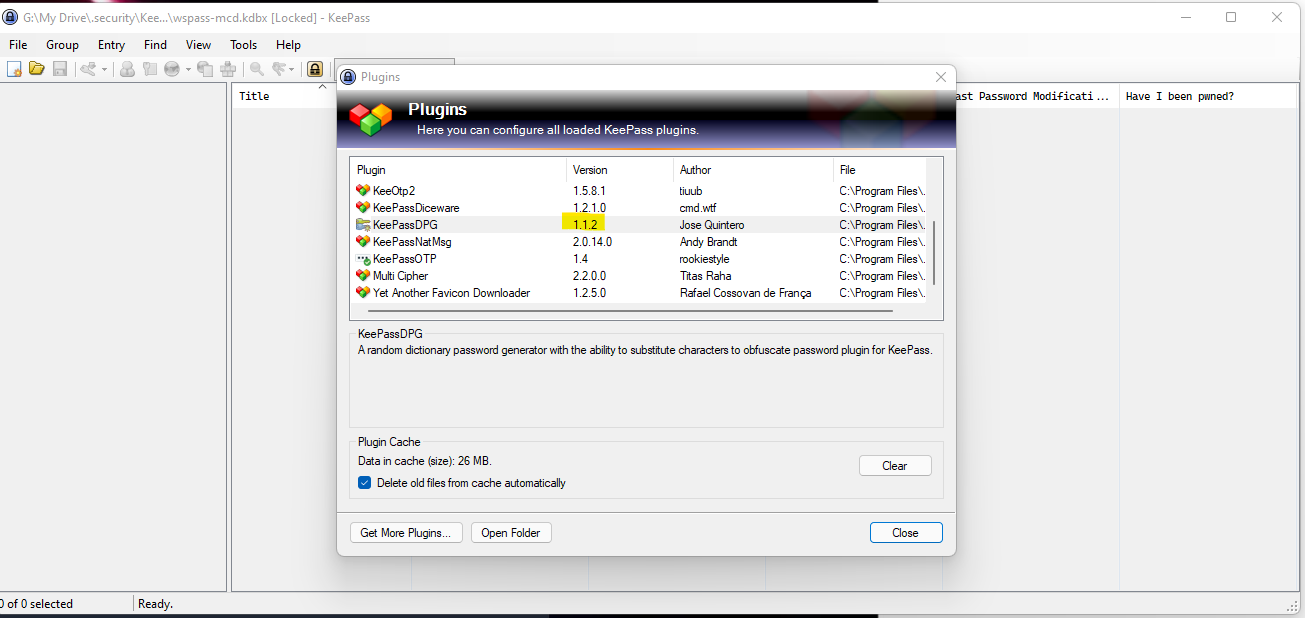 G:\My Drive\.security\Kee...\wspass-mcd.kdbx [Locked] - KeePass
File Group Entry Find View Tools Help
Plugins
Title
ast Password Modificati...
Have I been pwned?
Plugins
Here you can configure all loaded KeePass plugins.
Plugin Version Author File
KeeOtp2 1.5.8.1 tiuub C:\Program Files\.
KeePassDiceware 1.2.1.0 cmd.wtf C:\Program Files\.
KeePassDPG 1.1.2 Jose Quintero C:\Program Files\.
KeePassNatMsg 2.0.14.0 Andy Brandt C:\Program Files\.
KeePassOTP 1.4 rookiestyle C:\Program Files\.
Multi Cipher 2.2.0.0 Titas Raha C:\Program Files\.
Yet Another Favicon Downloader 1.2.5.0 Rafael Cossovan de França C:\Program Files\.
KeePassDPG
A random dictionary password generator with the ability to substitute characters to obfuscate password plugin for KeePass.
Plugin Cache
Data in cache (size): 26 MB.
Clear
Delete old files from cache automatically
Get More Plugins... Open Folder Close
0 of 0 selected Ready.